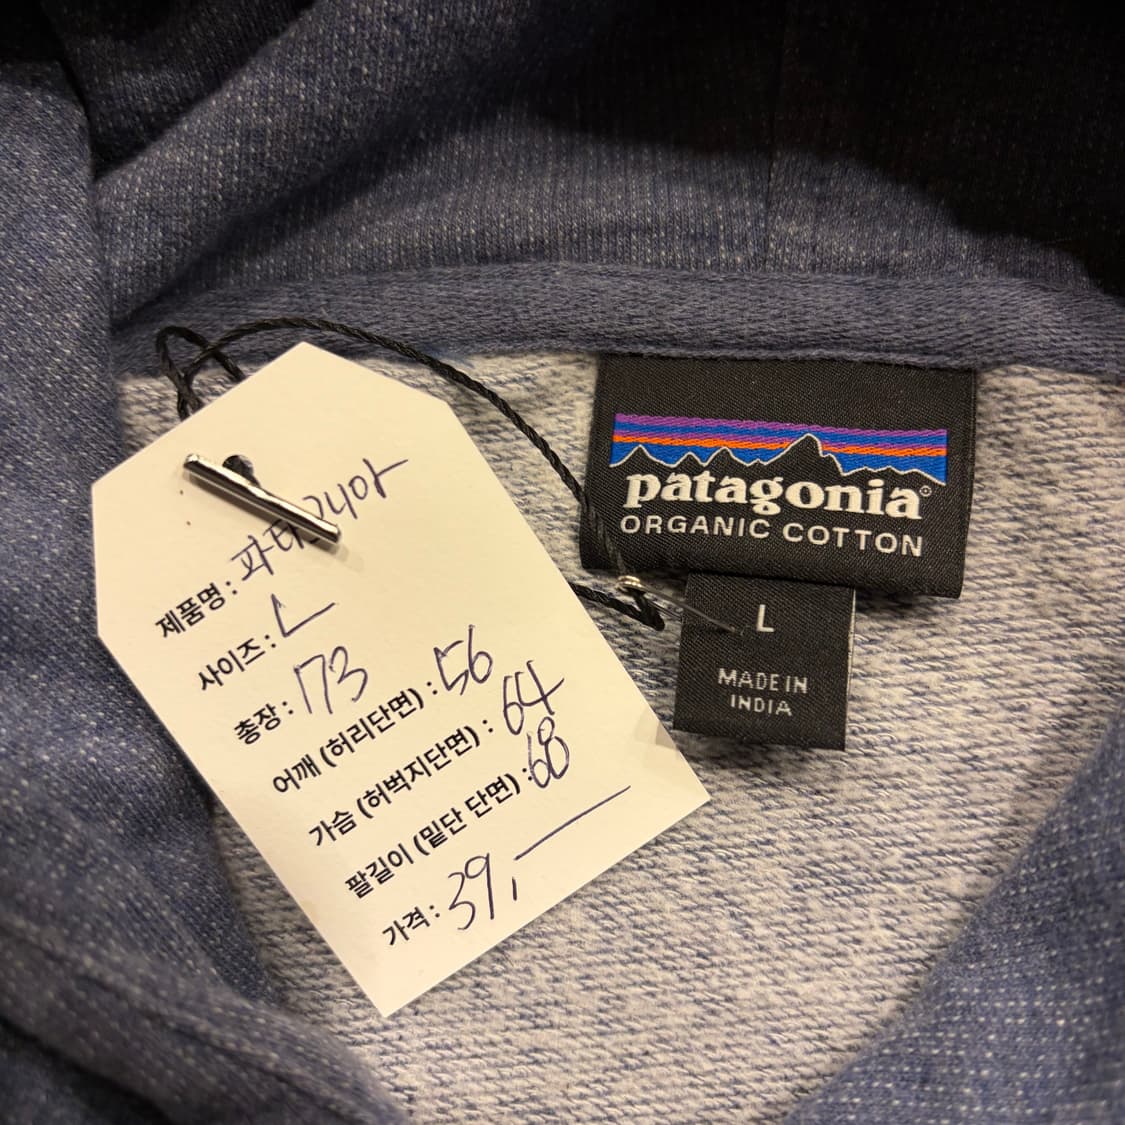 제품명 : 파타고니아
사이즈 : L
총장 : 73
어깨 (허리단면) : 56
가슴 (허벅지단면) : 64
팔길이 (밑단 단면) : 68
가격 : 39,—
patagonia®
ORGANIC COTTON
L
MADE IN
INDIA